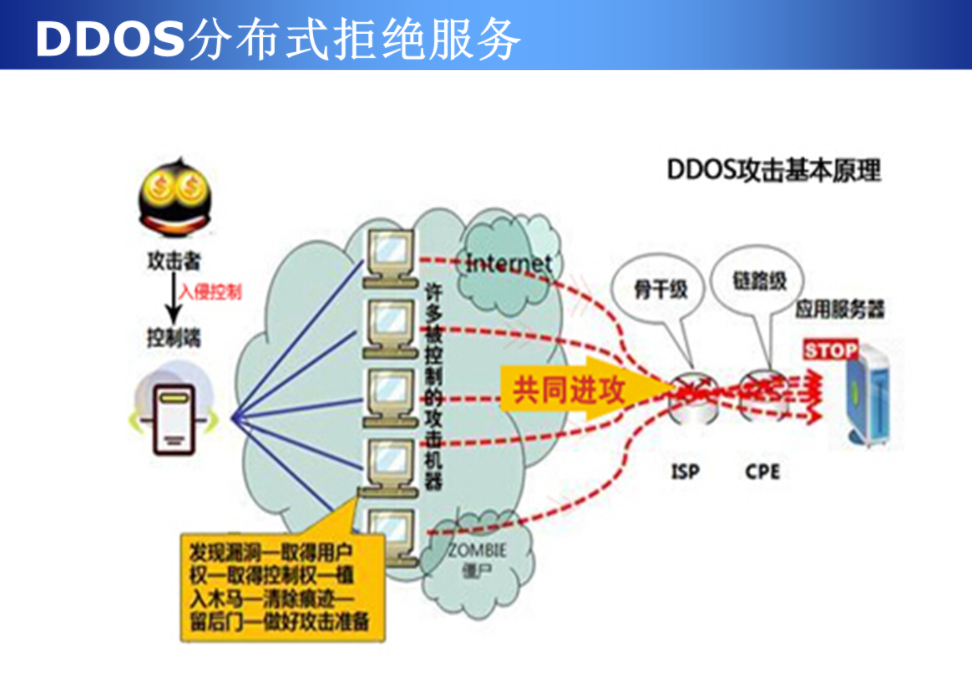 DDOS分布式拒绝服务
DDOS攻击基本原理
攻击者
入侵控制
控制端
Internet
许多被控制的攻击机器
骨干级
链路级
应用服务器
STOP
共同进攻
ISP
CPE
ZOMBIE
僵尸
发现漏洞—取得用户
权—取得控制权—植
入木马—清除痕迹—
留后门—做好攻击准备